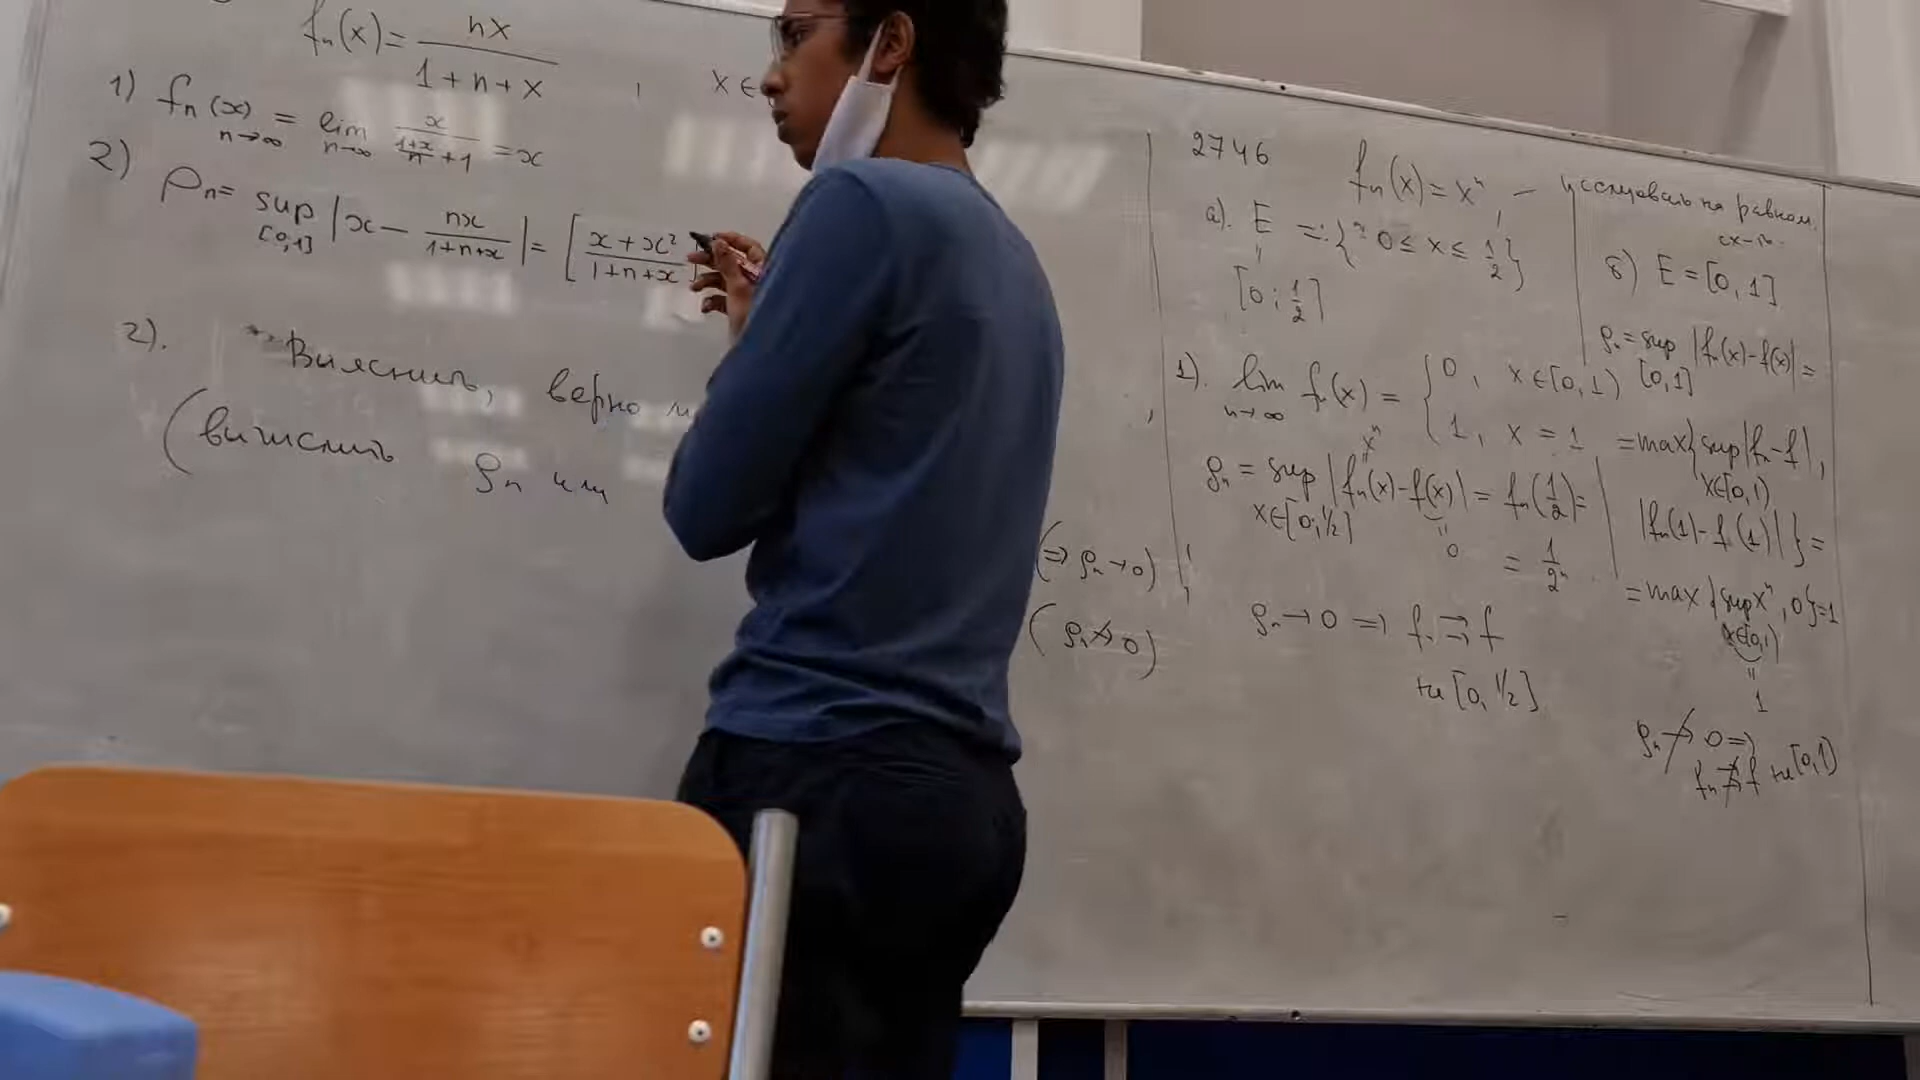 fₙ(x) = nx / (1+n+x) , x ∈
1) fₙ(x) n→∞ = lim n→∞ x / ((1+x)/n + 1) = x
2) ρₙ = sup [0,1] |x − nx/(1+n+x)| = [(x+x²)/(1+n+x)]
2). Выяснить, верно
(вычислить ρₙ или
(=> ρₙ → 0)
(ρₙ ↛ 0)
2746 fₙ(x) = xⁿ, – исследовать на равном. сх-ть.
а). E =: { 0 ≤ x ≤ 1/2 }
[0; 1/2]
1). lim n→∞ fₙ(x) = { 0, x ∈ [0,1)
1, x = 1
ρₙ = sup x∈[0;1/2] |fₙ(x) − f(x)| = fₙ(1/2) =
xⁿ
0
= 1/2ⁿ
ρₙ → 0 => fₙ ⇉ f
на [0, 1/2]
б) E = [0, 1]
ρₙ = sup [0,1] |fₙ(x) − f(x)| =
= max{ sup x∈[0,1) |fₙ − f|,
|fₙ(1) − f(1)| } =
= max{ sup x∈[0,1) xⁿ, 0 } = 1
1
ρₙ ↛ 0 =>
fₙ ⇉̸ f на [0,1)